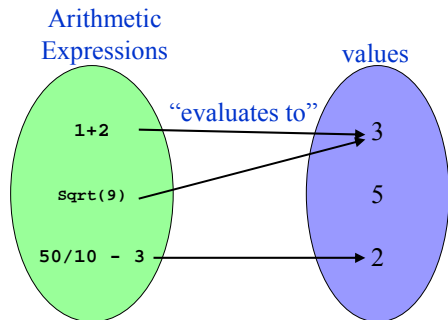 Arithmetic
Expressions
values
“evaluates to”
1+2
3
Sqrt(9)
5
50/10 - 3
2